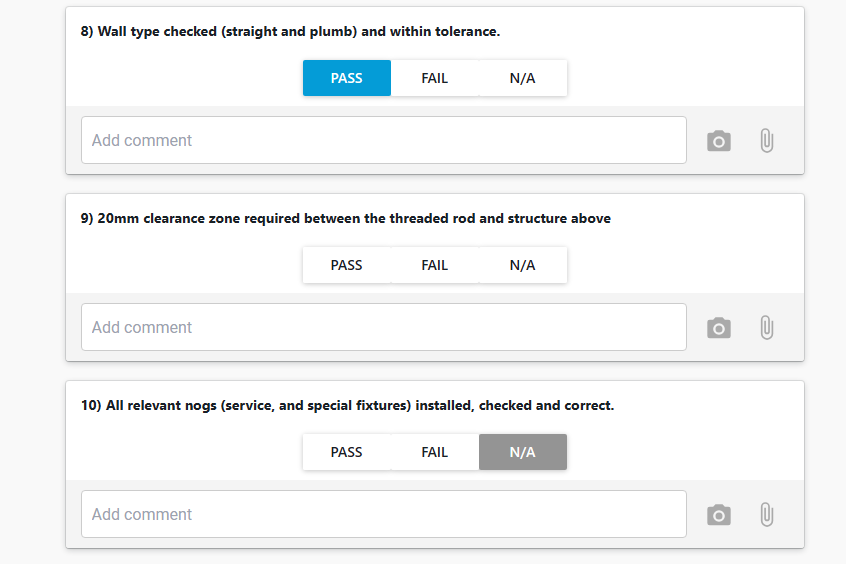 8) Wall type checked (straight and plumb) and within tolerance.
PASS FAIL N/A
Add comment
9) 20mm clearance zone required between the threaded rod and structure above
PASS FAIL N/A
Add comment
10) All relevant nogs (service, and special fixtures) installed, checked and correct.
PASS FAIL N/A
Add comment